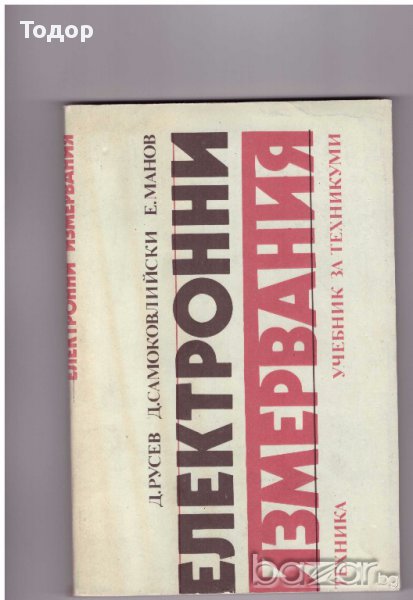 Тодор
ЕЛЕКТРОННИ ИЗМЕРВАНИЯ
Д.РУСЕВ Д.САМОКОВЛИЙСКИ Е.МАНОВ
ЕЛЕКТРОННИ
ИЗМЕРВАНИЯ
ТЕХНИКА УЧЕБНИК ЗА ТЕХНИКУМИ
bazar.bg